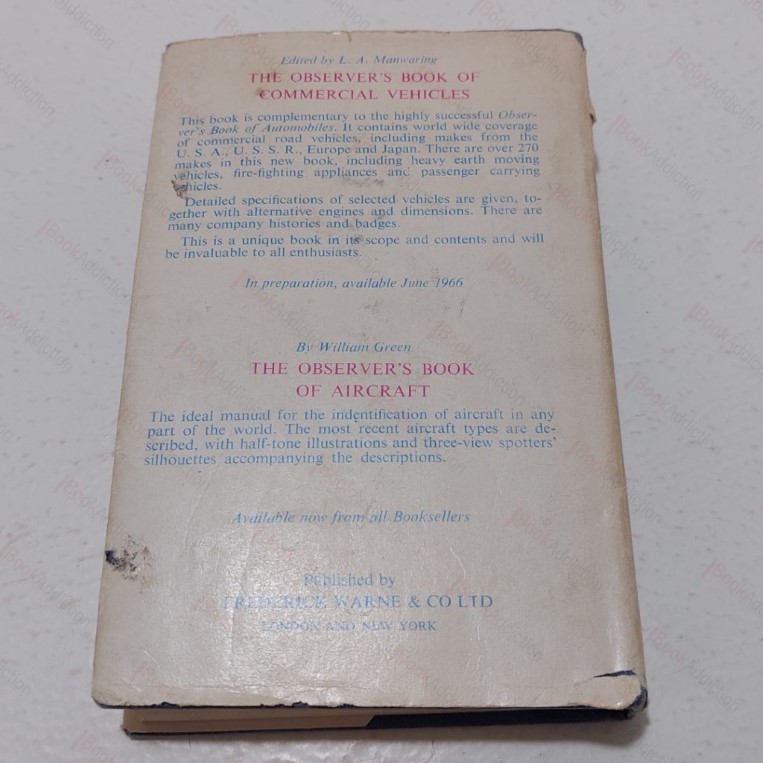 Edited by L. A. Manwaring
THE OBSERVER'S BOOK OF
COMMERCIAL VEHICLES
This book is complementary to the highly successful Obser-
ver's Book of Automobiles. It contains world wide coverage
of commercial road vehicles, including makes from the
U. S. A., U. S. S. R., Europe and Japan. There are over 270
makes in this new book, including heavy earth moving
vehicles, fire-fighting appliances and passenger carrying
vehicles.
Detailed specifications of selected vehicles are given, to-
gether with alternative engines and dimensions. There are
many company histories and badges.
This is a unique book in its scope and contents and will
be invaluable to all enthusiasts.
In preparation, available June 1966
By William Green
THE OBSERVER'S BOOK
OF AIRCRAFT
The ideal manual for the indentification of aircraft in any
part of the world. The most recent aircraft types are de-
scribed, with half-tone illustrations and three-view spotters'
silhouettes accompanying the descriptions.
Available now from all Booksellers
Published by
FREDERICK WARNE & CO LTD
LONDON AND NEW YORK
BookAddiction